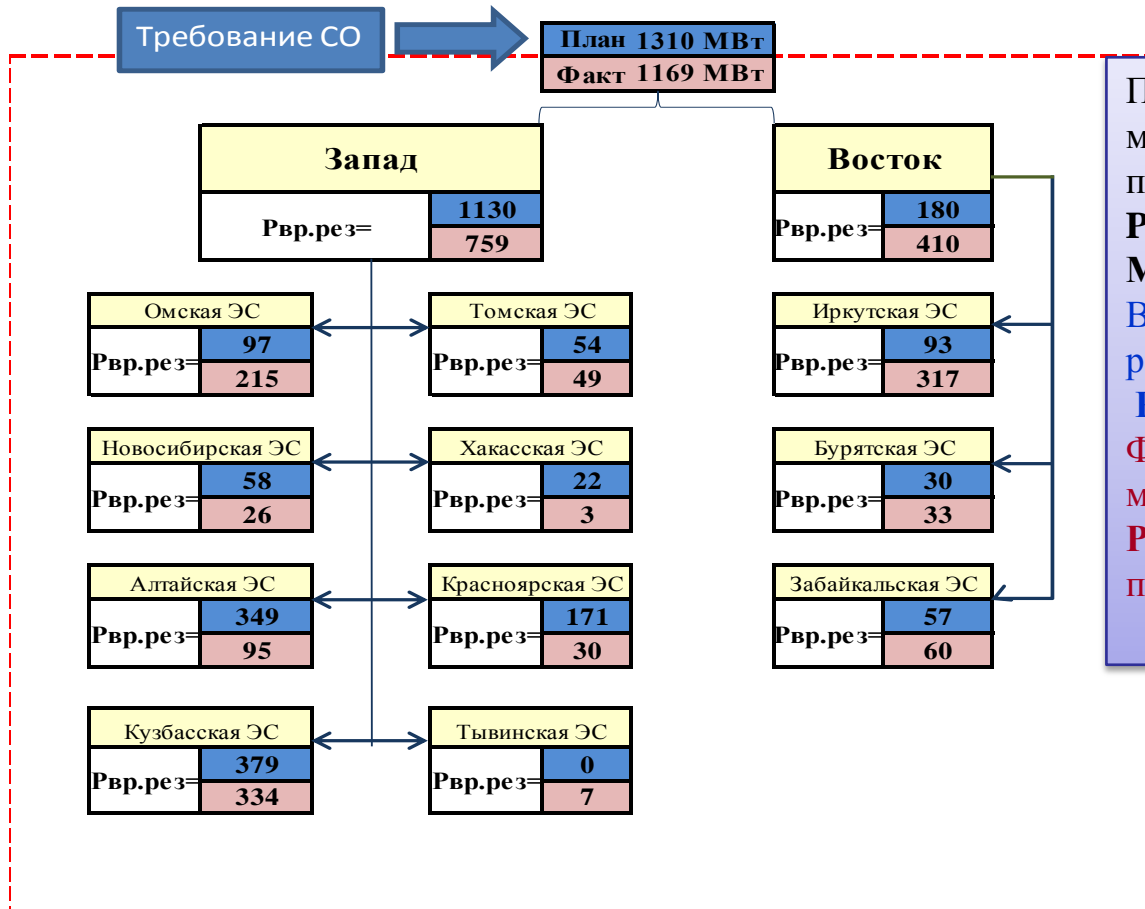 Требование СО
План 1310 МВт
Факт 1169 МВт
Запад
Рвр.рез=
1130
759
Восток
Рвр.рез=
180
410
Омская ЭС
Рвр.рез=
97
215
Томская ЭС
Рвр.рез=
54
49
Иркутская ЭС
Рвр.рез=
93
317
Новосибирская ЭС
Рвр.рез=
58
26
Хакасская ЭС
Рвр.рез=
22
3
Бурятская ЭС
Рвр.рез=
30
33
Алтайская ЭС
Рвр.рез=
349
95
Красноярская ЭС
Рвр.рез=
171
30
Забайкальская ЭС
Рвр.рез=
57
60
Кузбасская ЭС
Рвр.рез=
379
334
Тывинская ЭС
Рвр.рез=
0
7